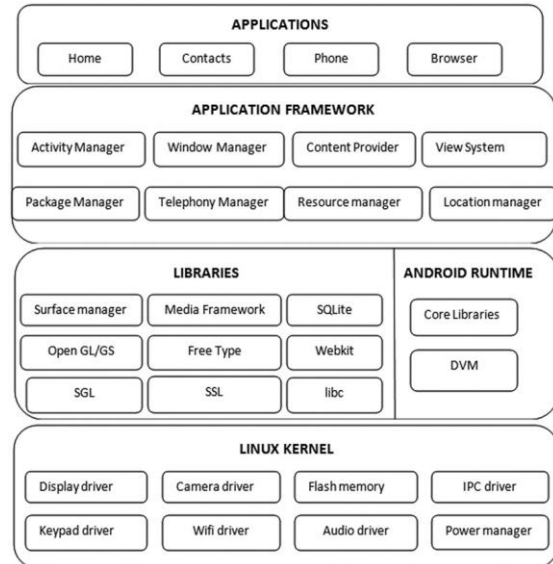 APPLICATIONS
Home Contacts Phone Browser
APPLICATION FRAMEWORK
Activity Manager Window Manager Content Provider View System
Package Manager Telephony Manager Resource manager Location manager
LIBRARIES
Surface manager Media Framework SQLite
Open GL/GS Free Type Webkit
SGL SSL libc
ANDROID RUNTIME
Core Libraries
DVM
LINUX KERNEL
Display driver Camera driver Flash memory IPC driver
Keypad driver Wifi driver Audio driver Power manager